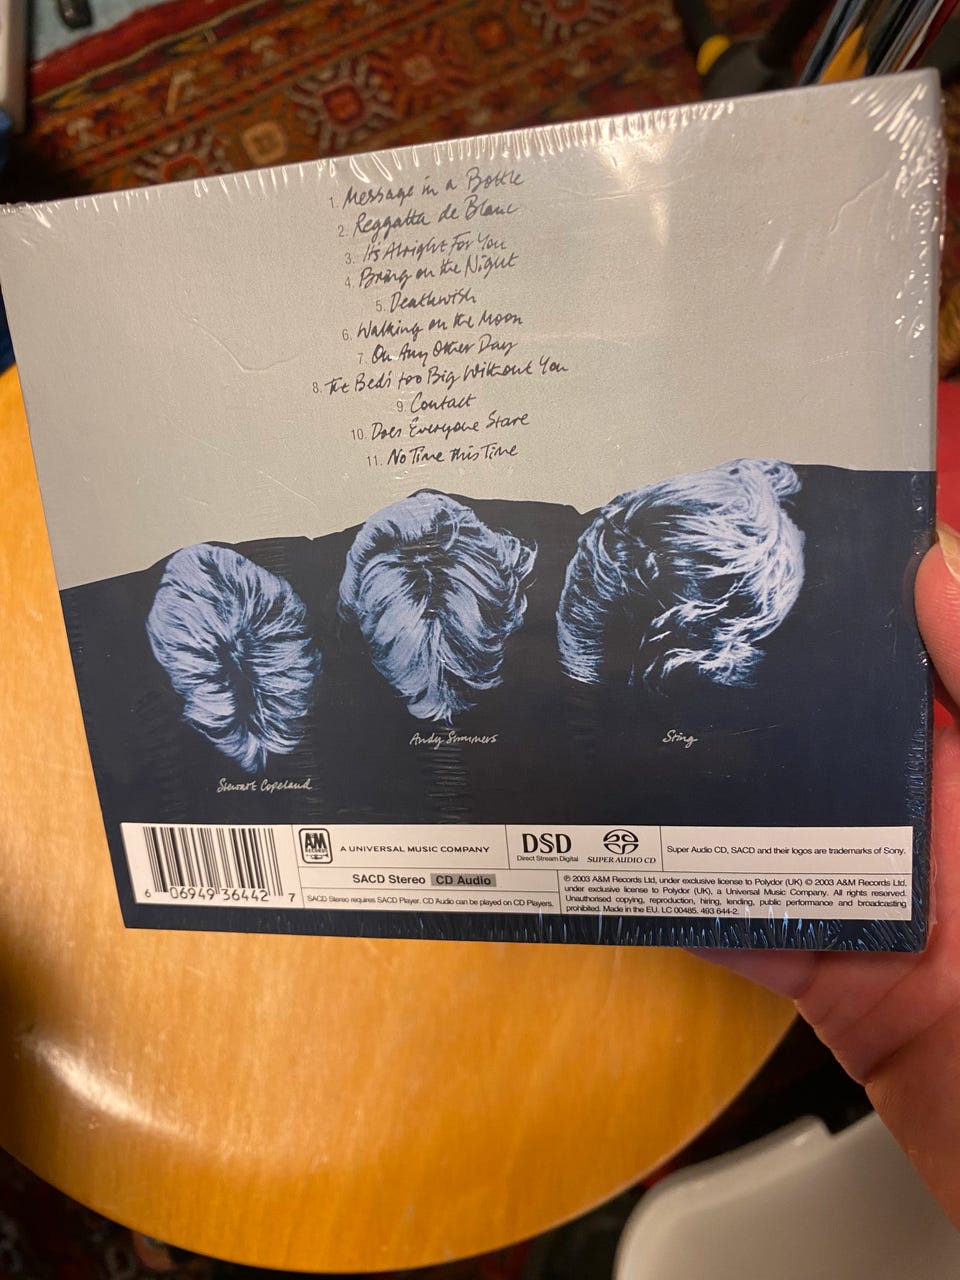 1. Message in a Bottle
2. Reggatta de Blanc
3. It's Alright For You
4. Bring on the Night
5. Deathwish
6. Walking on the Moon
7. On Any Other Day
8. The Bed's too Big Without You
9. Contact
10. Does Everyone Stare
11. No Time this Time
Stewart Copeland
Andy Summers
Sting
6 06949 36442 7
A&M
RECORDS
A UNIVERSAL MUSIC COMPANY
DSD
Direct Stream Digital
SUPER AUDIO CD
Super Audio CD, SACD and their logos are trademarks of Sony.
SACD Stereo CD Audio
SACD Stereo requires SACD Player. CD Audio can be played on CD Players.
℗ 2003 A&M Records Ltd, under exclusive license to Polydor (UK) © 2003 A&M Records Ltd.
under exclusive license to Polydor (UK), a Universal Music Company. All rights reserved.
Unauthorised copying, reproduction, hiring, lending, public performance and broadcasting
prohibited. Made in the EU. LC 00485. 493 644-2.